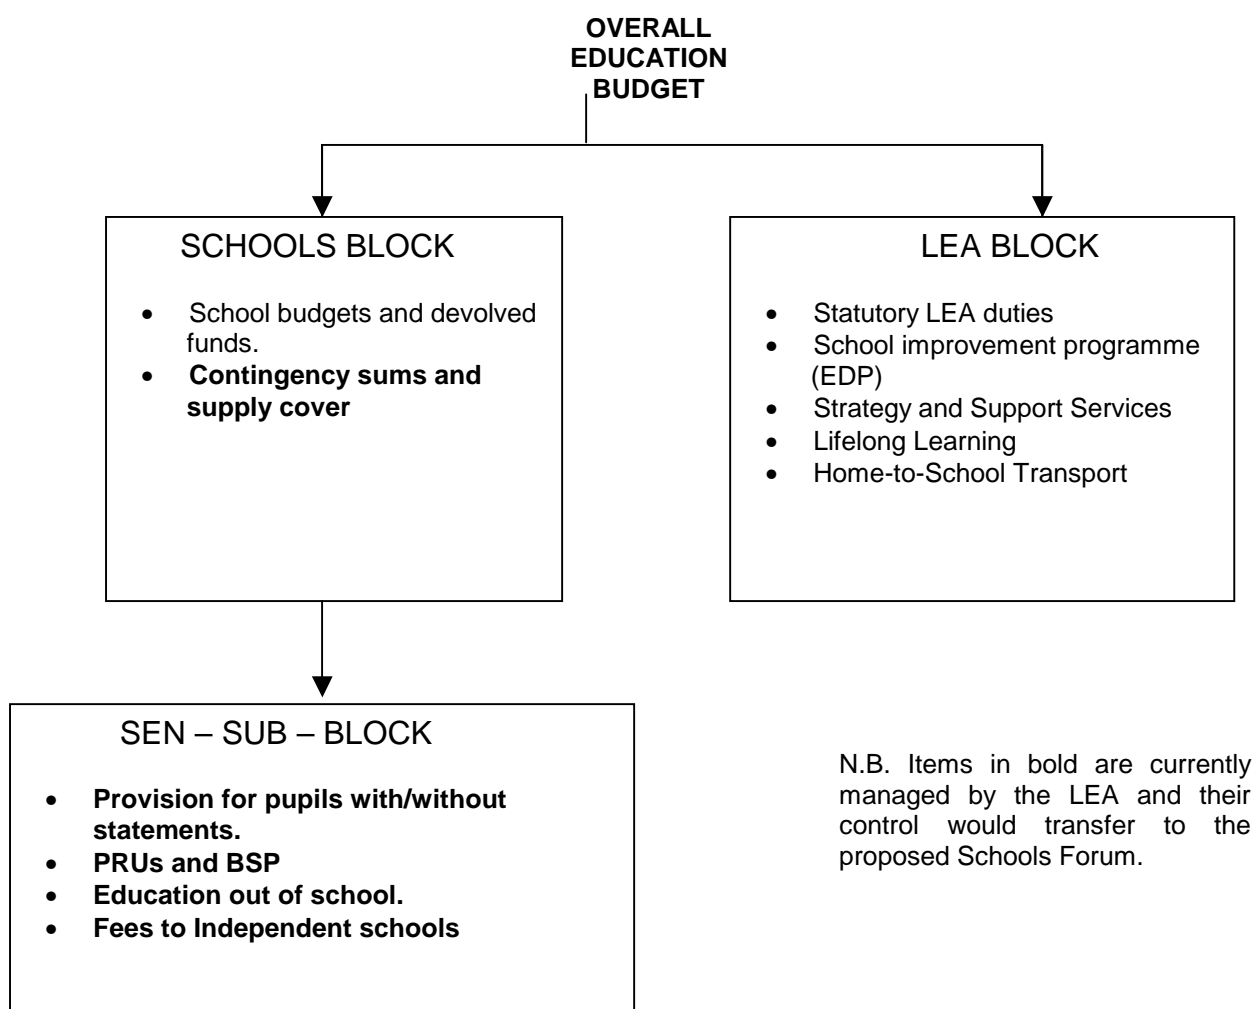 OVERALL
EDUCATION
BUDGET
SCHOOLS BLOCK
• School budgets and devolved
funds.
• Contingency sums and
supply cover
LEA BLOCK
• Statutory LEA duties
• School improvement programme
(EDP)
• Strategy and Support Services
• Lifelong Learning
• Home-to-School Transport
SEN – SUB – BLOCK
• Provision for pupils with/without
statements.
• PRUs and BSP
• Education out of school.
• Fees to Independent schools
N.B. Items in bold are currently
managed by the LEA and their
control would transfer to the
proposed Schools Forum.